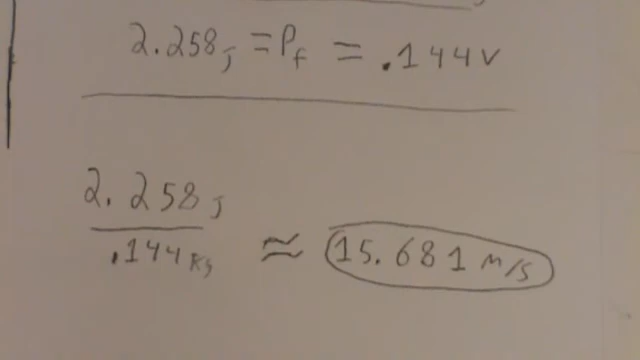 2.258J = Pf = .144v
2.258J
.144Kg
≈ 15.681 m/s